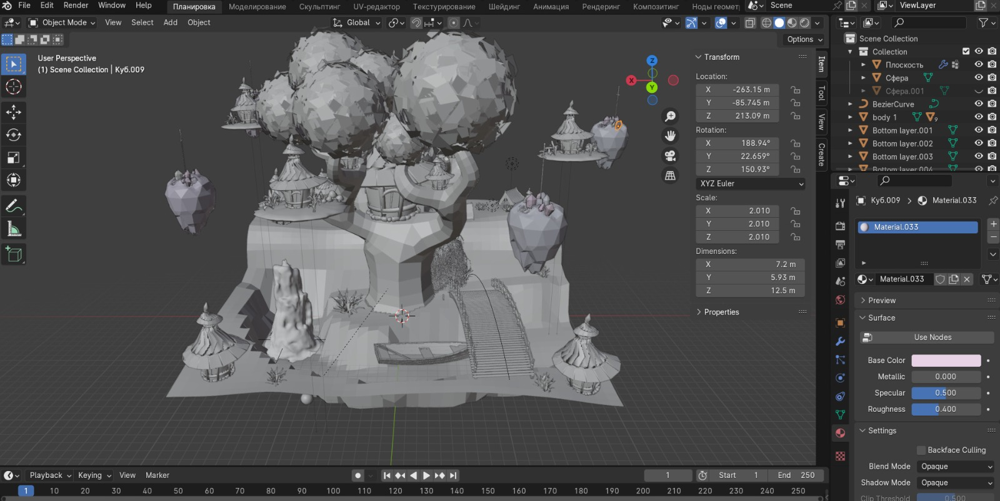 File Edit Render Window Help Планировка Моделирование Скульптинг UV-редактор Текстурирование Шейдинг Анимация Рендеринг Композитинг Ноды геомет Scene ViewLayer
Object Mode View Select Add Object Global
Options
User Perspective
(1) Scene Collection | Куб.009
Z
X
Y
Transform
Location:
X -263.15 m
Y -85.745 m
Z 213.09 m
Rotation:
X 188.94°
Y 22.659°
Z 150.93°
XYZ Euler
Scale:
X 2.010
Y 2.010
Z 2.010
Dimensions:
X 7.2 m
Y 5.93 m
Z 12.5 m
Properties
Item
Tool
View
Create
Scene Collection
Collection
Плоскость
Сфера
Сфера.001
BezierCurve
body 1 9
Bottom layer.001
Bottom layer.002
Bottom layer.003
Bottom layer.004
Куб.009 Material.033
Material.033
Material.033
Preview
Surface
Use Nodes
Base Color
Metallic 0.000
Specular 0.500
Roughness 0.400
Settings
Backface Culling
Blend Mode Opaque
Shadow Mode Opaque
Clip Threshold 0.500
Playback Keying View Marker 1 Start 1 End 250
1 10 20 30 40 50 60 70 80 90 100 110 120 130 140 150 160 170 180 190 200 210 220 230 240 250